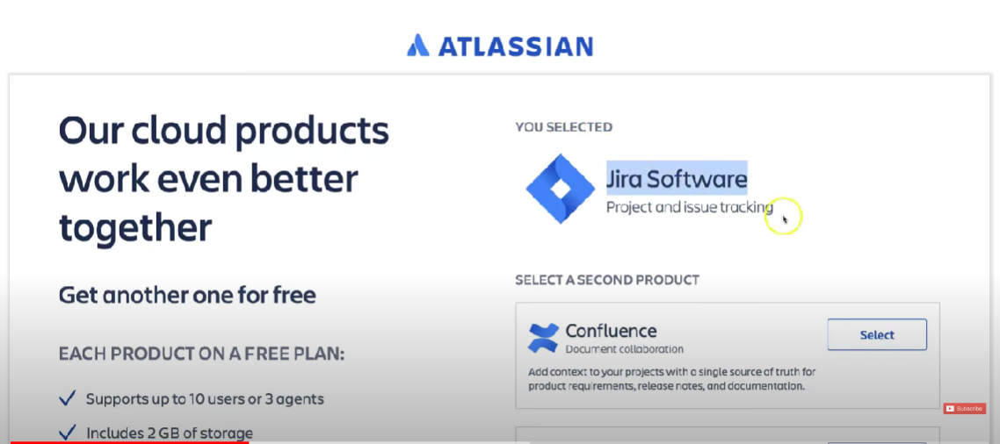 ATLASSIAN
Our cloud products
work even better
together
Get another one for free
EACH PRODUCT ON A FREE PLAN:
Supports up to 10 users or 3 agents
Includes 2 GB of storage
YOU SELECTED
Jira Software
Project and issue tracking
SELECT A SECOND PRODUCT
Confluence
Document collaboration
Select
Add context to your projects with a single source of truth for
product requirements, release notes, and documentation.
Subscribe